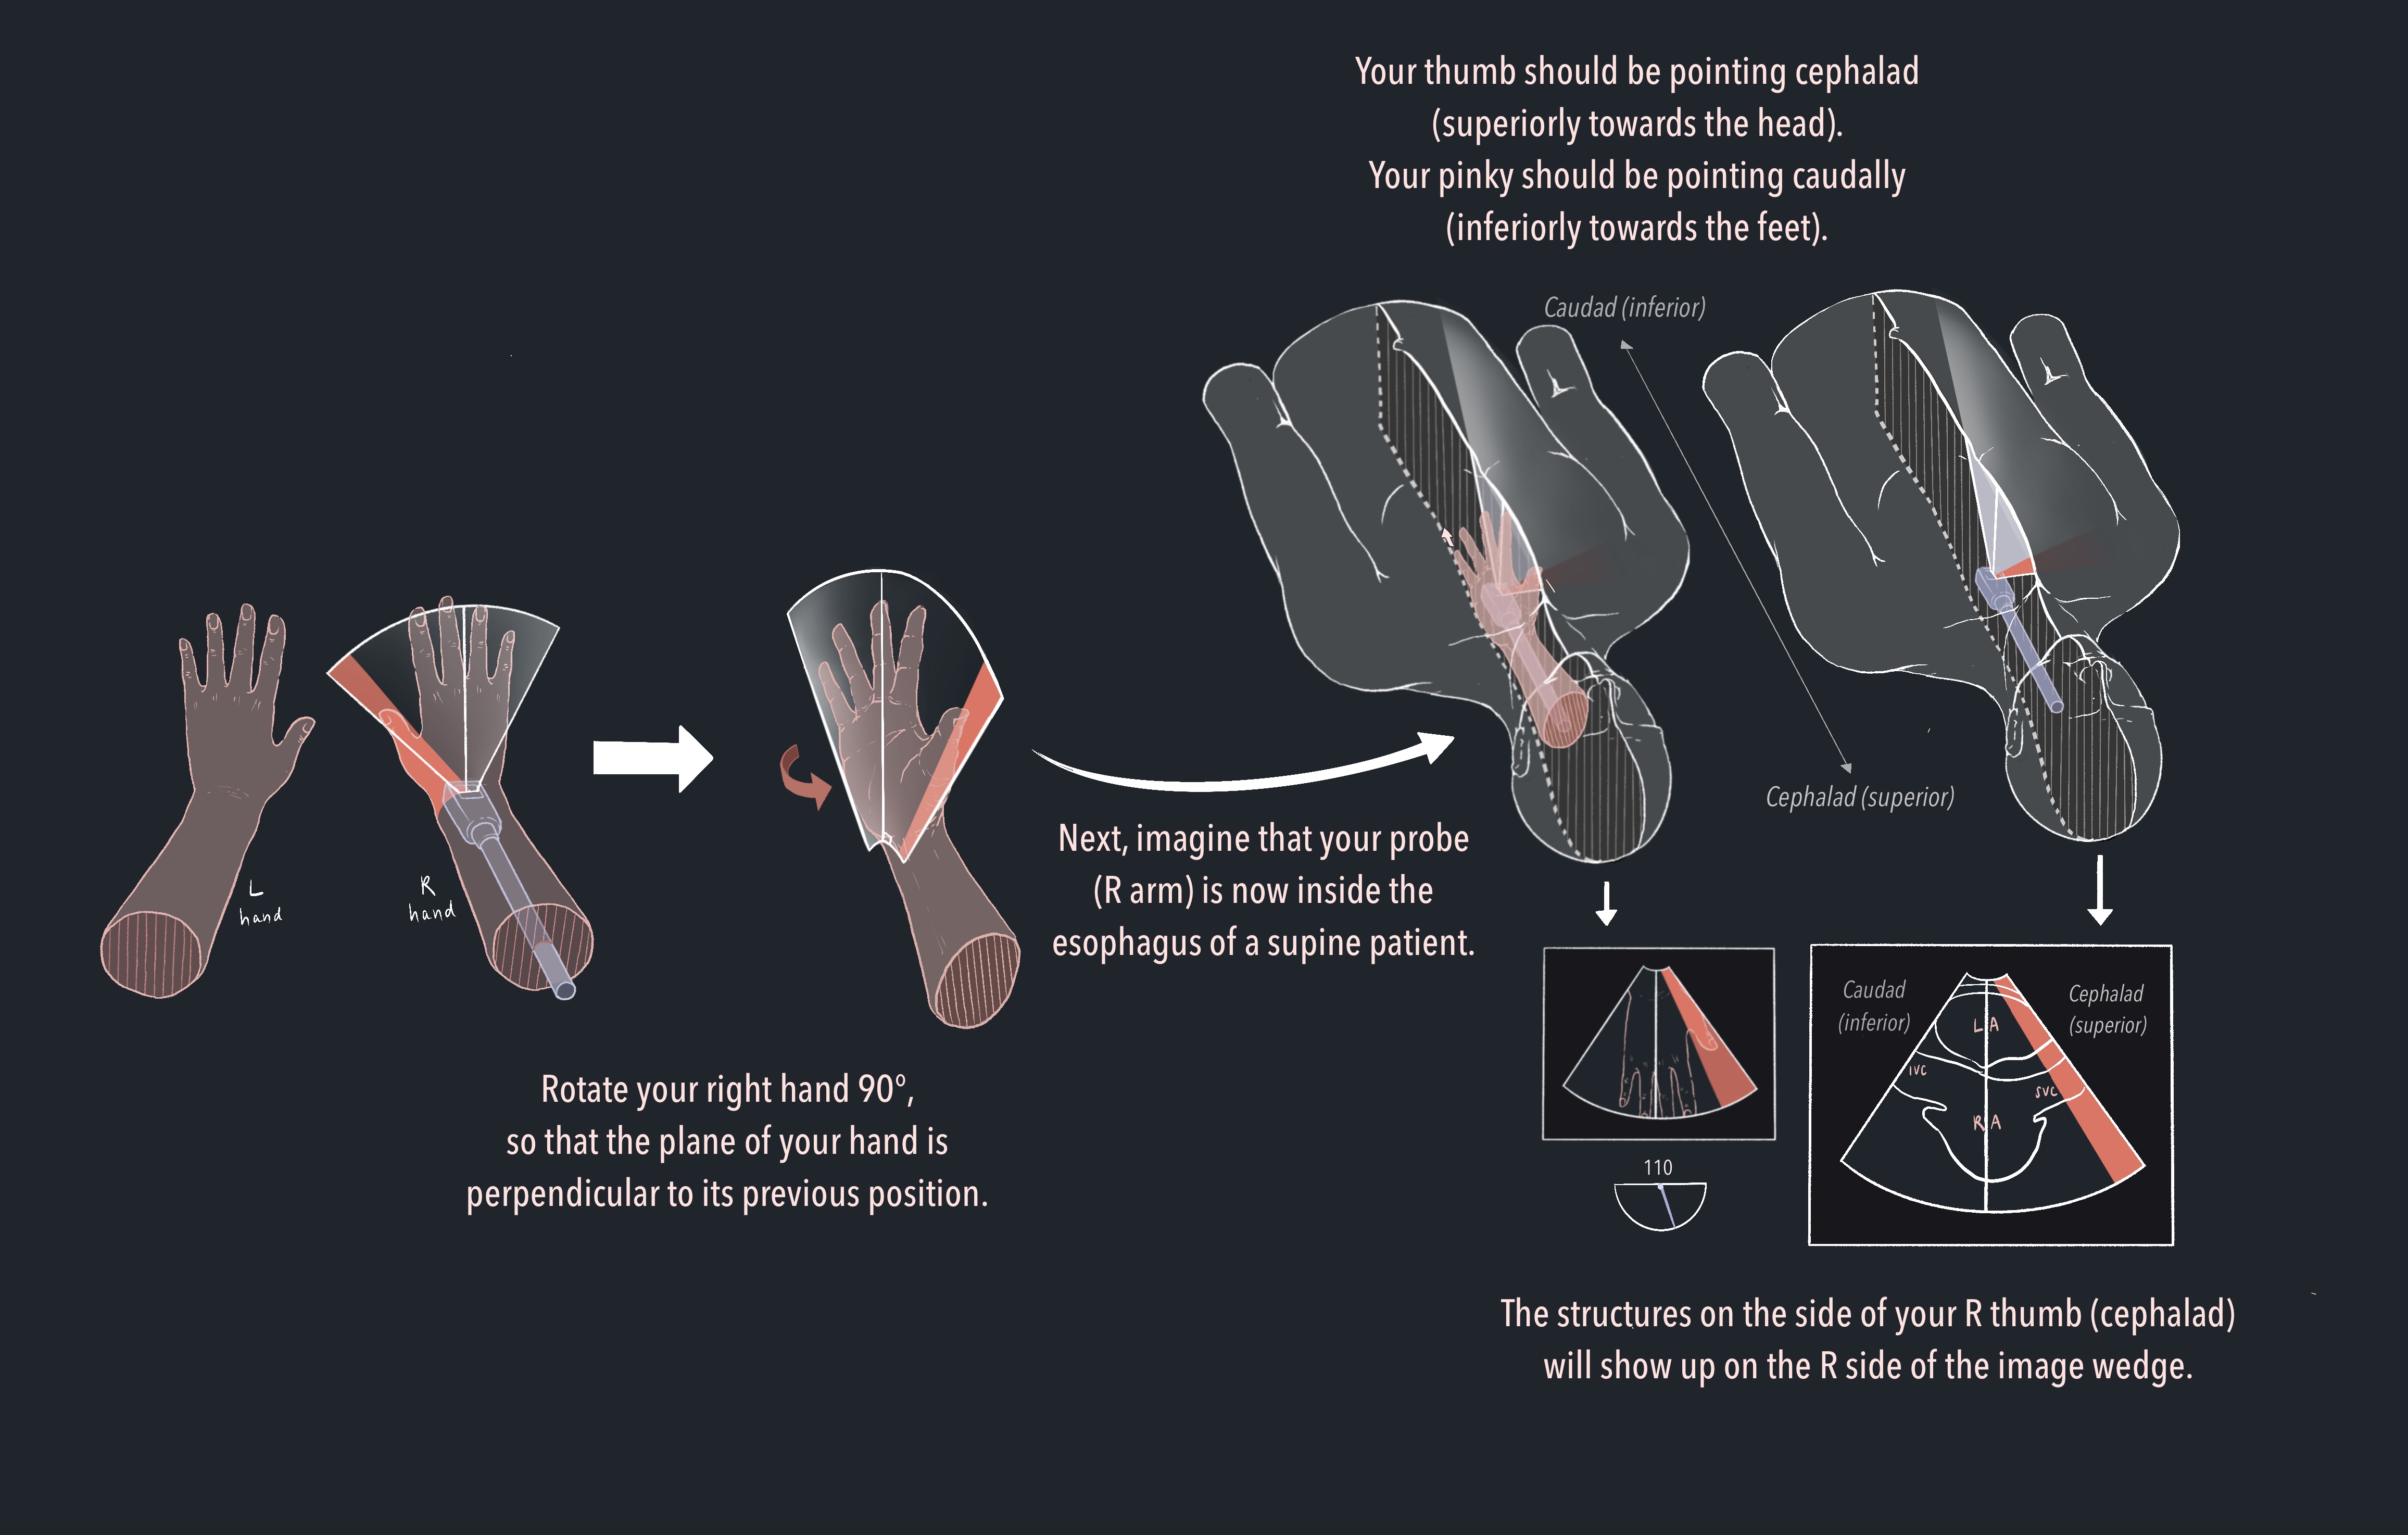 Your thumb should be pointing cephalad
(superiorly towards the head).
Your pinky should be pointing caudally
(inferiorly towards the feet).
Caudad (inferior)
Cephalad (superior)
L
hand
R
hand
Next, imagine that your probe
(R arm) is now inside the
esophagus of a supine patient.
Rotate your right hand 90º,
so that the plane of your hand is
perpendicular to its previous position.
110
Caudad
(inferior)
Cephalad
(superior)
LA
IVC
SVC
RA
The structures on the side of your R thumb (cephalad)
will show up on the R side of the image wedge.